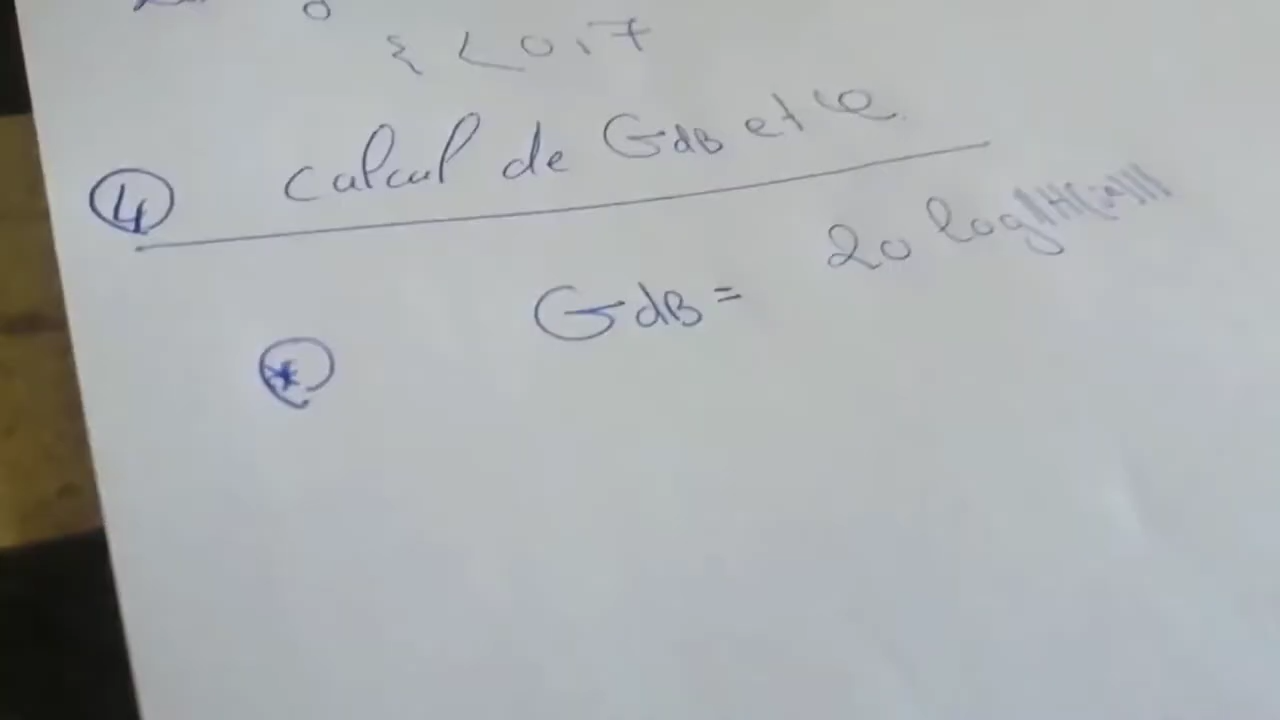 ξ < 0,7
④ Calcul de GdB et φ
GdB = 20 log